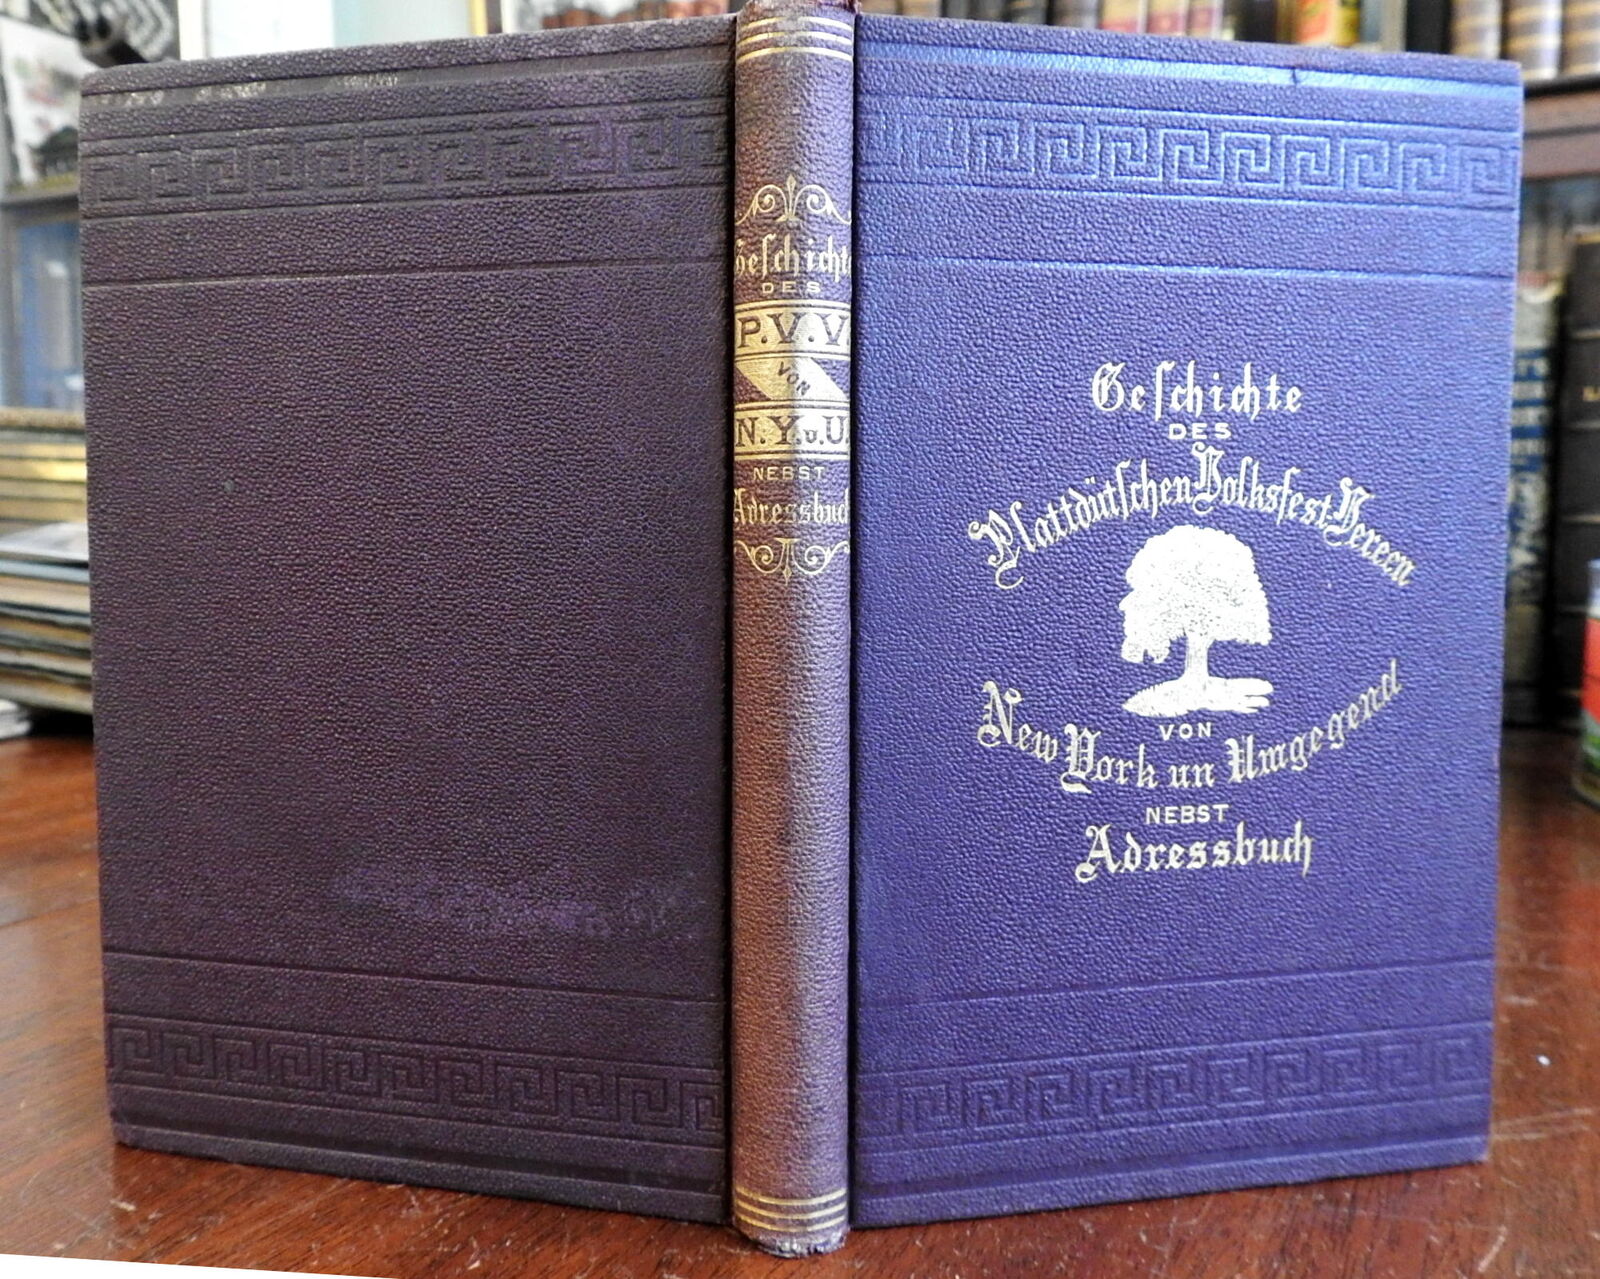 Geſchichte
DES
P.V.V.
VON
N.Y.u.U.
NEBST
Adressbuch
Geſchichte
DES
Plattdütſchen Volksfest-Vereen
VON
New York un Umgegend
NEBST
Adressbuch